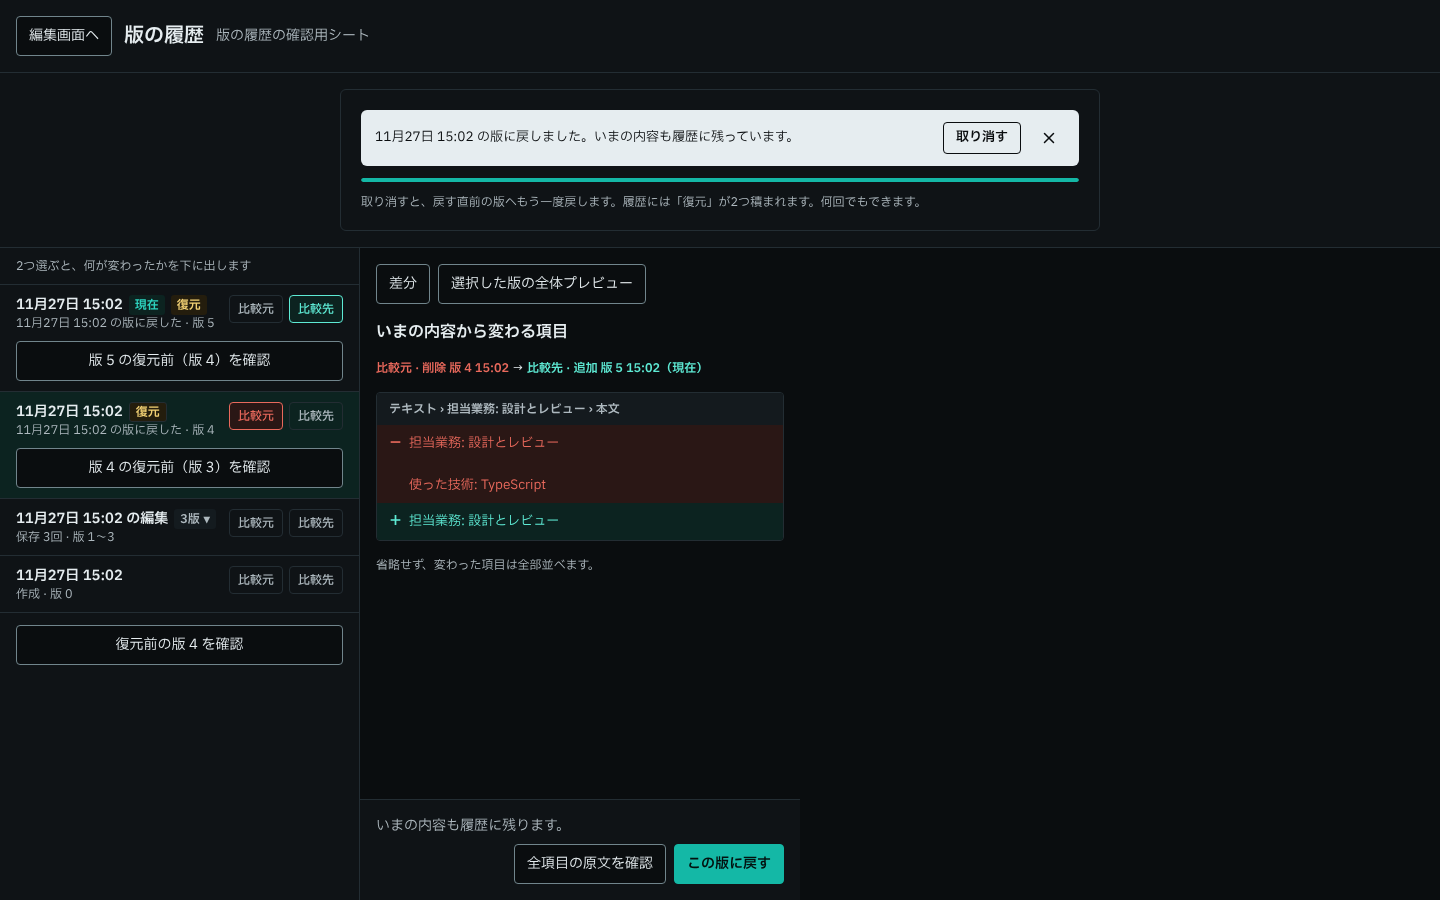 編集画面へ
版の履歴
版の履歴の確認用シート
11月27日 15:02 の版に戻しました。いまの内容も履歴に残っています。
取り消す
×
取り消すと、戻す直前の版へもう一度戻します。履歴には「復元」が2つ積まれます。何回でもできます。
2つ選ぶと、何が変わったかを下に出します
11月27日 15:02 現在 復元
比較元 比較先
11月27日 15:02 の版に戻した · 版 5
版 5 の復元前（版 4）を確認
11月27日 15:02 復元
比較元 比較先
11月27日 15:02 の版に戻した · 版 4
版 4 の復元前（版 3）を確認
11月27日 15:02 の編集 3版 ▾
比較元 比較先
保存 3回 · 版 1〜3
11月27日 15:02
比較元 比較先
作成 · 版 0
復元前の版 4 を確認
差分
選択した版の全体プレビュー
いまの内容から変わる項目
比較元 · 削除 版 4 15:02 → 比較先 · 追加 版 5 15:02（現在）
テキスト › 担当業務: 設計とレビュー › 本文
− 担当業務: 設計とレビュー
使った技術: TypeScript
+ 担当業務: 設計とレビュー
省略せず、変わった項目は全部並べます。
いまの内容も履歴に残ります。
全項目の原文を確認
この版に戻す